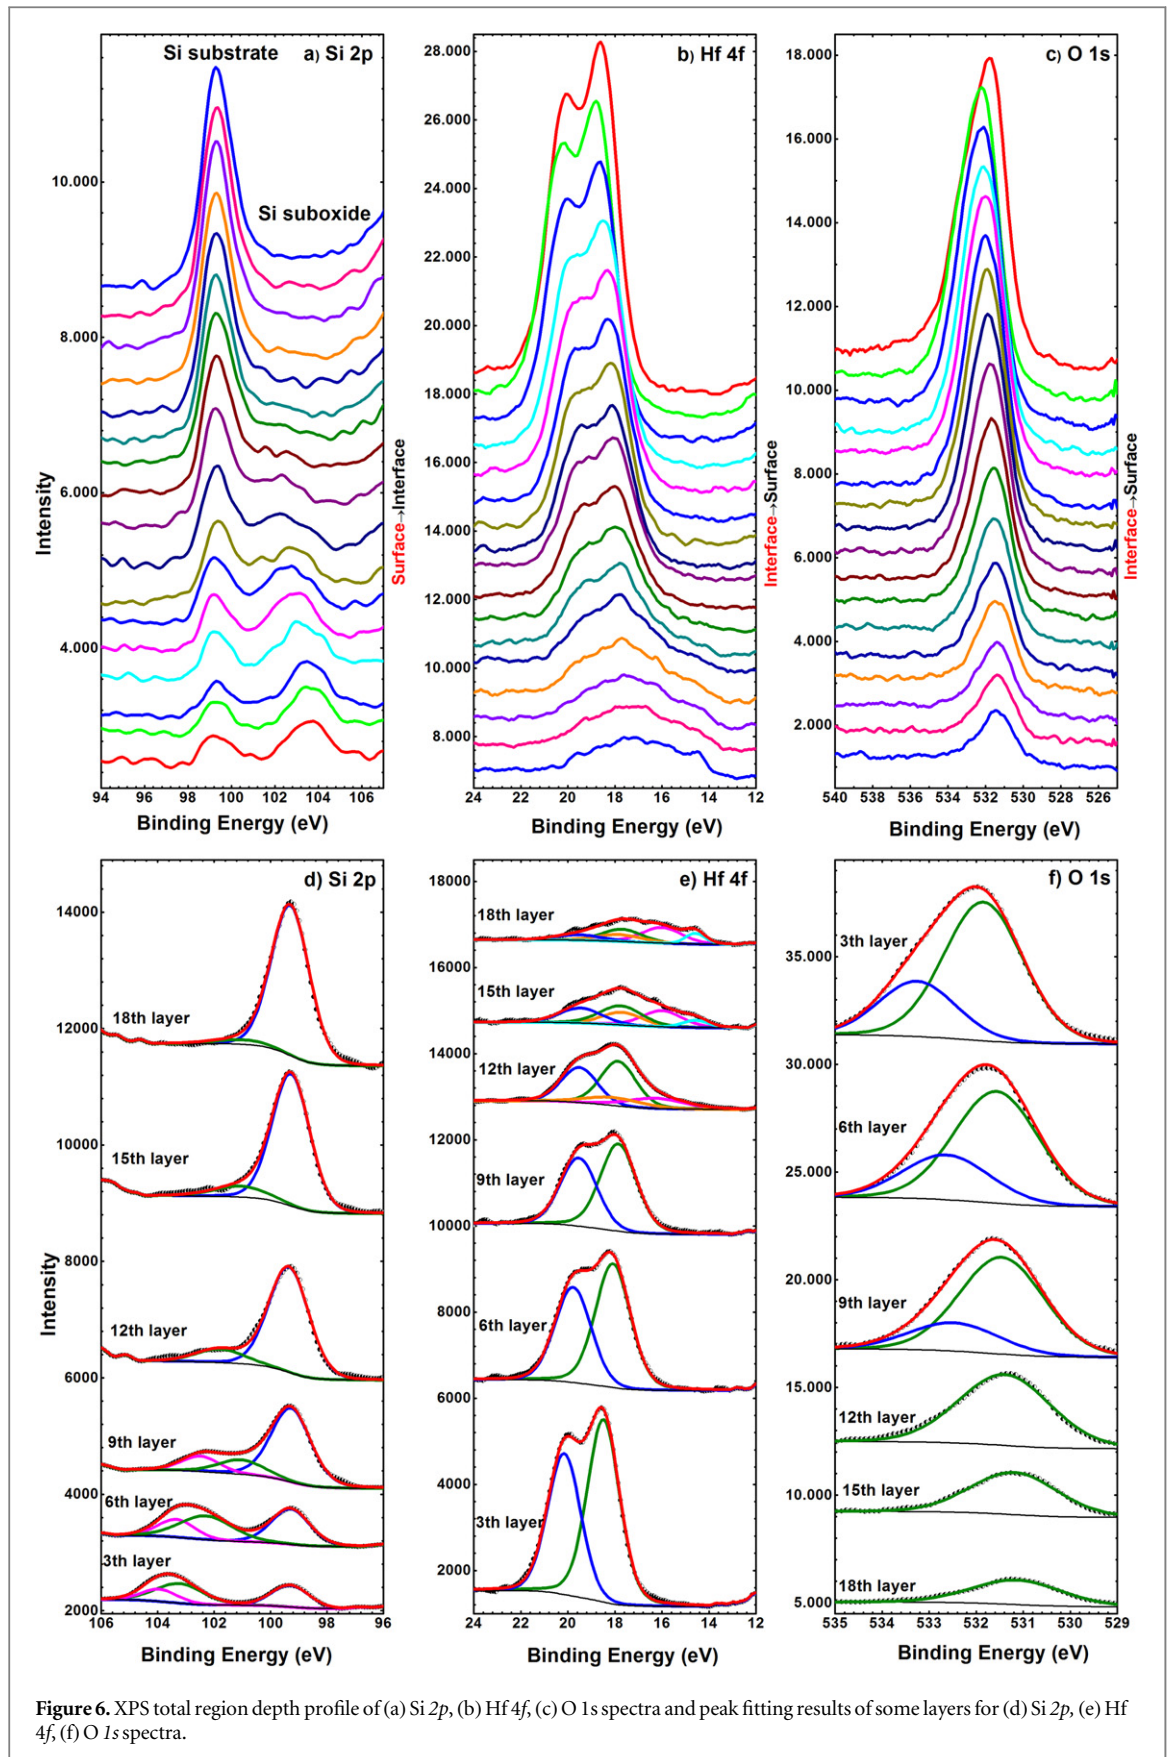 Si substrate
a) Si 2p
Si suboxide
10.000
8.000
6.000
4.000
Intensity
94 96 98 100 102 104 106
Binding Energy (eV)
Surface→Interface
b) Hf 4f
28.000
26.000
24.000
22.000
20.000
18.000
16.000
14.000
12.000
10.000
8.000
24 22 20 18 16 14 12
Binding Energy (eV)
Interface→Surface
c) O 1s
18.000
16.000
14.000
12.000
10.000
8.000
6.000
4.000
2.000
540 538 536 534 532 530 528 526
Binding Energy (eV)
Interface→Surface
d) Si 2p
14000
12000
10000
8000
6000
4000
2000
Intensity
18th layer
15th layer
12th layer
9th layer
6th layer
3th layer
106 104 102 100 98 96
Binding Energy (eV)
e) Hf 4f
18000
16000
14000
12000
10000
8000
6000
4000
2000
18th layer
15th layer
12th layer
9th layer
6th layer
3th layer
24 22 20 18 16 14 12
Binding Energy (eV)
f) O 1s
35.000
30.000
25.000
20.000
15.000
10.000
5.000
3th layer
6th layer
9th layer
12th layer
15th layer
18th layer
535 534 533 532 531 530 529
Binding Energy (eV)
Figure 6. XPS total region depth profile of (a) Si 2p, (b) Hf 4f, (c) O 1s spectra and peak fitting results of some layers for (d) Si 2p, (e) Hf
4f, (f) O 1s spectra.